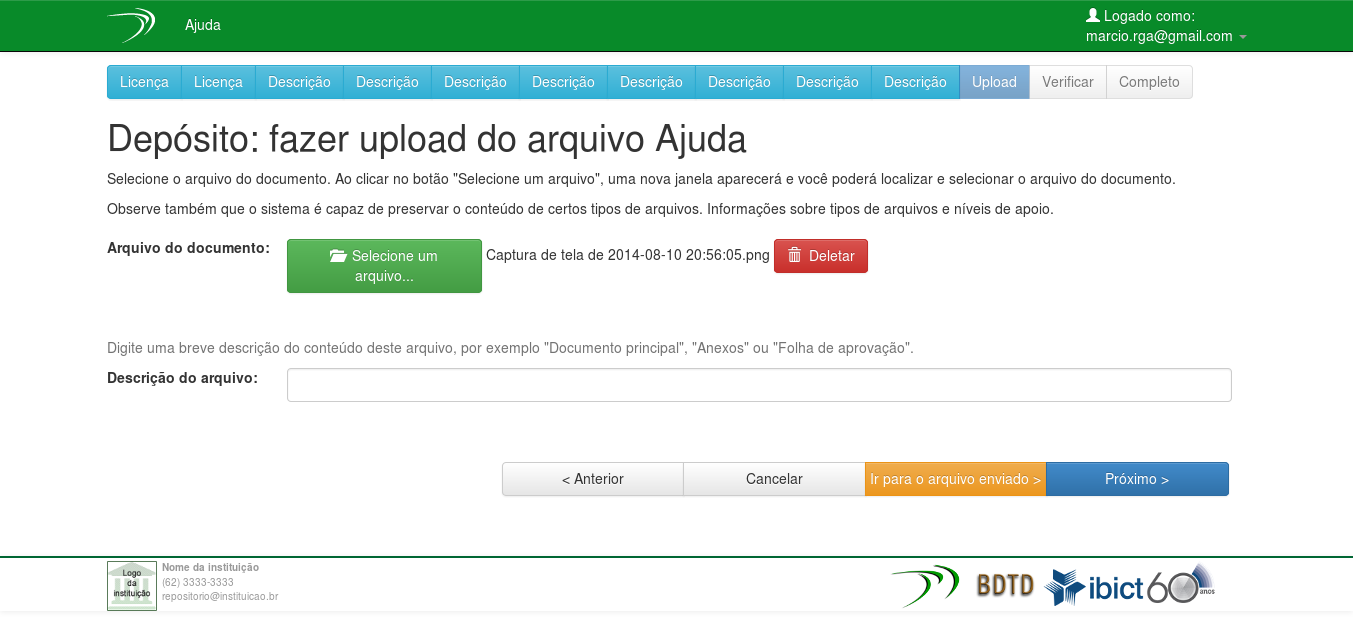 Ajuda
Logado como:
marcio.rga@gmail.com
Licença Licença Descrição Descrição Descrição Descrição Descrição Descrição Descrição Descrição Upload Verificar Completo
Depósito: fazer upload do arquivo Ajuda
Selecione o arquivo do documento. Ao clicar no botão "Selecione um arquivo", uma nova janela aparecerá e você poderá localizar e selecionar o arquivo do documento.
Observe também que o sistema é capaz de preservar o conteúdo de certos tipos de arquivos. Informações sobre tipos de arquivos e níveis de apoio.
Arquivo do documento: Selecione um arquivo... Captura de tela de 2014-08-10 20:56:05.png Deletar
Digite uma breve descrição do conteúdo deste arquivo, por exemplo "Documento principal", "Anexos" ou "Folha de aprovação".
Descrição do arquivo:
< Anterior Cancelar Ir para o arquivo enviado > Próximo >
Logo
da
instituição
Nome da instituição
(62) 3333-3333
repositorio@instituicao.br
BDTD ibict 60 anos